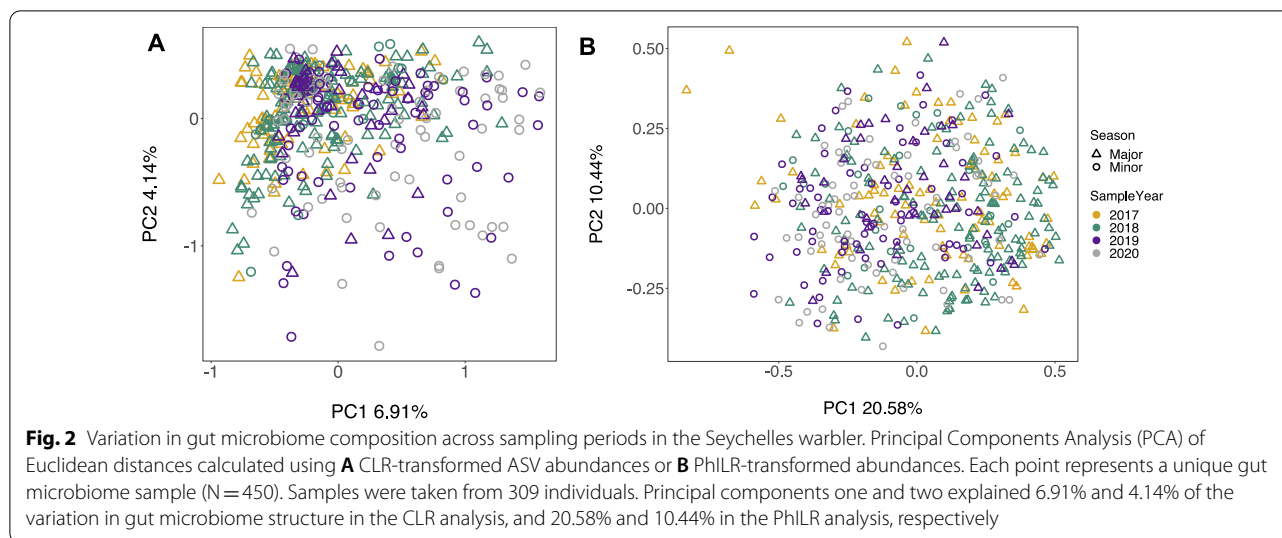 A
0
-1
PC2 4.14%
-1
0
1
PC1 6.91%
B
0.50
0.25
0.00
-0.25
PC2 10.44%
-0.5
0.0
0.5
PC1 20.58%
Season
Major
Minor
SampleYear
2017
2018
2019
2020
Fig. 2 Variation in gut microbiome composition across sampling periods in the Seychelles warbler. Principal Components Analysis (PCA) of
Euclidean distances calculated using A CLR-transformed ASV abundances or B PhILR-transformed abundances. Each point represents a unique gut
microbiome sample (N = 450). Samples were taken from 309 individuals. Principal components one and two explained 6.91% and 4.14% of the
variation in gut microbiome structure in the CLR analysis, and 20.58% and 10.44% in the PhILR analysis, respectively